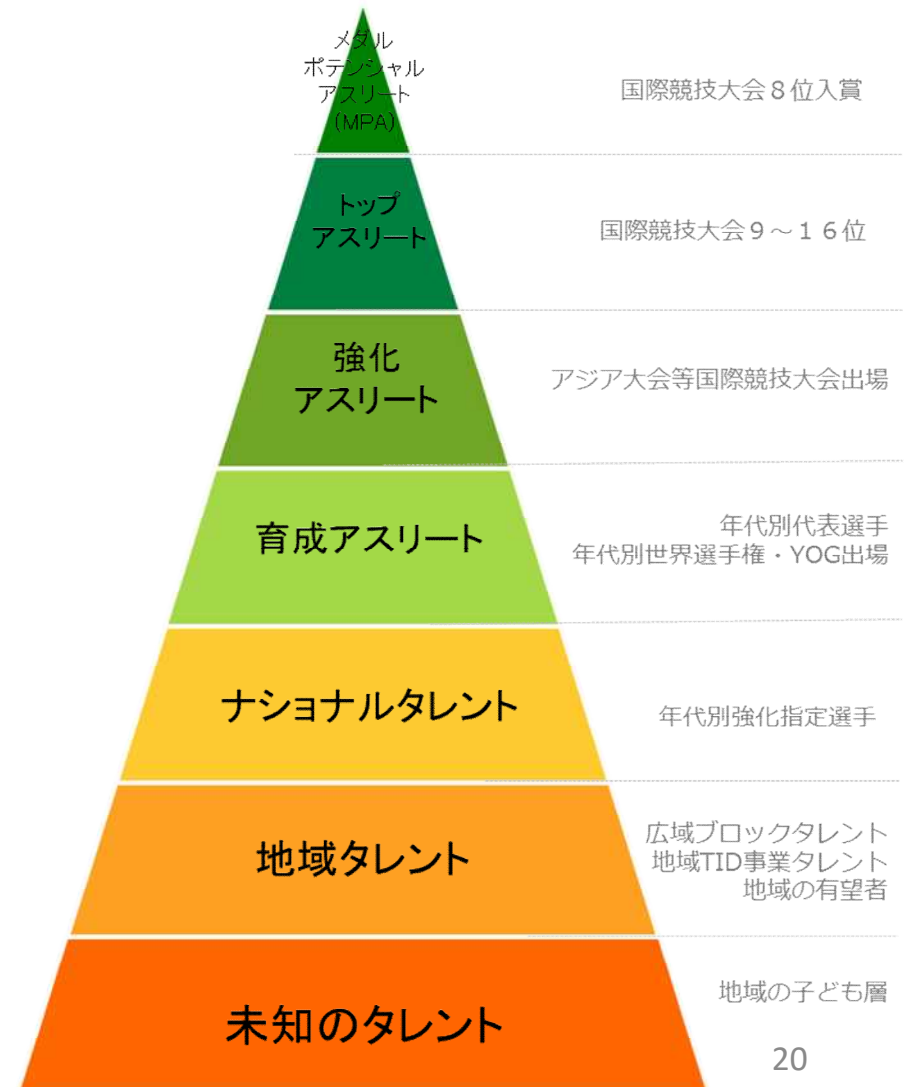 メダル
ポテンシャル
アスリート
(MPA)
国際競技大会８位入賞
トップ
アスリート
国際競技大会９～１６位
強化
アスリート
アジア大会等国際競技大会出場
育成アスリート
年代別代表選手
年代別世界選手権・YOG出場
ナショナルタレント
年代別強化指定選手
地域タレント
広域ブロックタレント
地域TID事業タレント
地域の有望者
未知のタレント
地域の子ども層
20